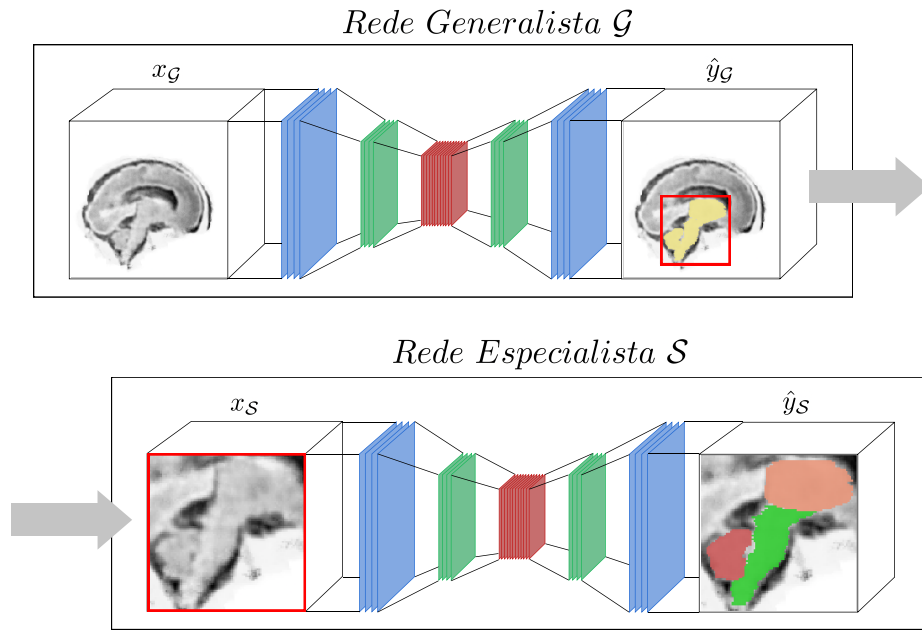 Rede Generalista 𝒢
x𝒢
ŷ𝒢
Rede Especialista 𝒮
x𝒮
ŷ𝒮